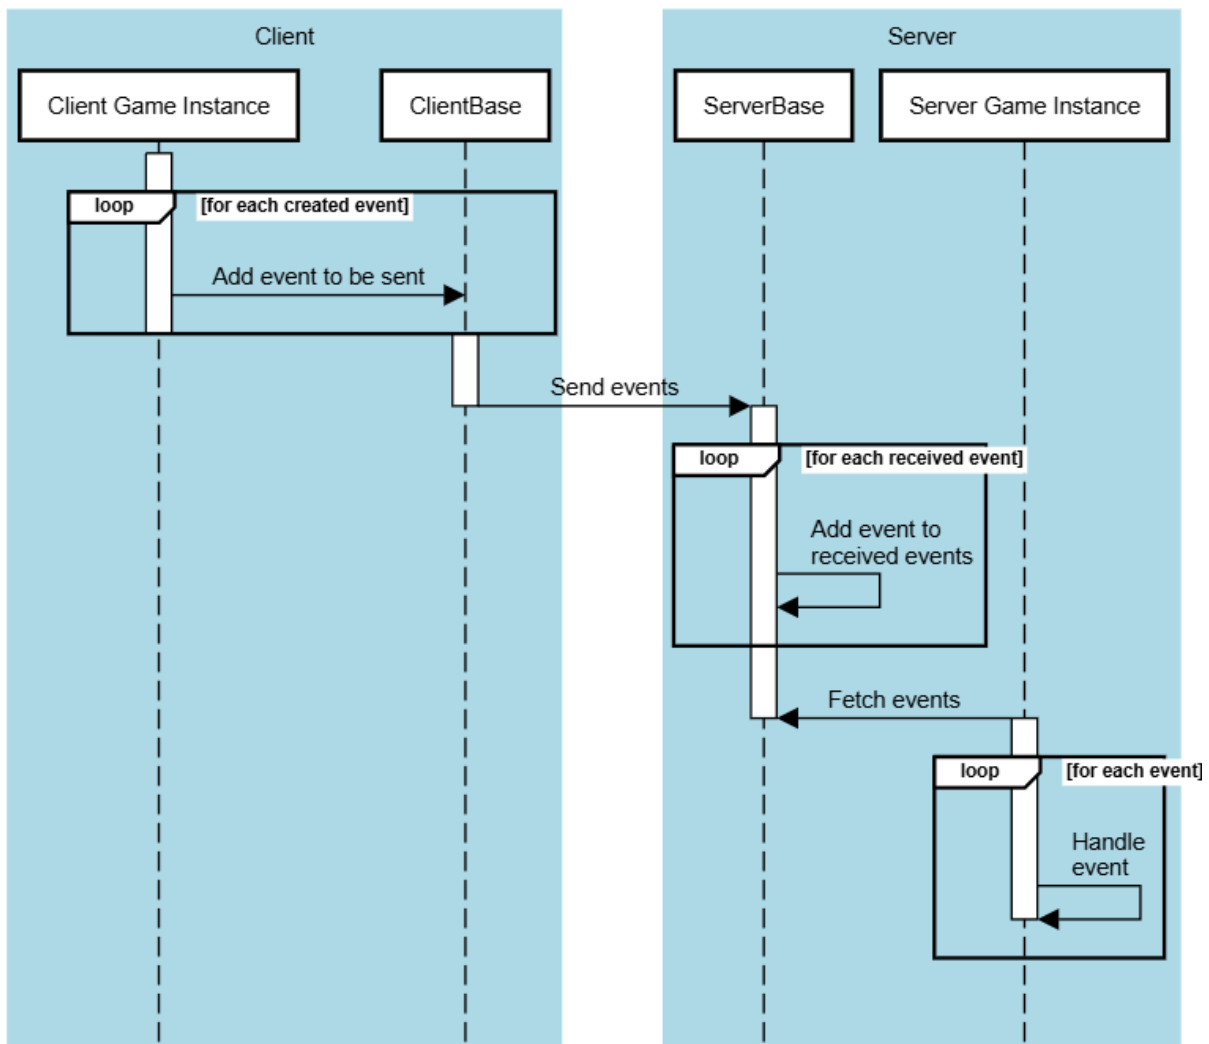 Client
Server
Client Game Instance
ClientBase
ServerBase
Server Game Instance
loop
[for each created event]
Add event to be sent
Send events
loop
[for each received event]
Add event to
received events
Fetch events
loop
[for each event]
Handle
event